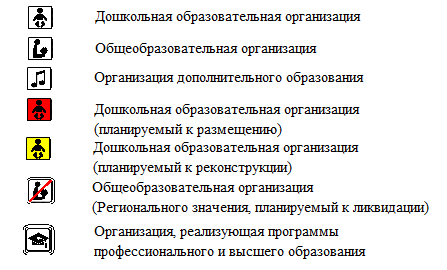 Дошкольная образовательная организация
Общеобразовательная организация
Организация дополнительного образования
Дошкольная образовательная организация
(планируемый к размещению)
Дошкольная образовательная организация
(планируемый к реконструкции)
Общеобразовательная организация
(Регионального значения, планируемый к ликвидации)
Организация, реализующая программы
профессионального и высшего образования